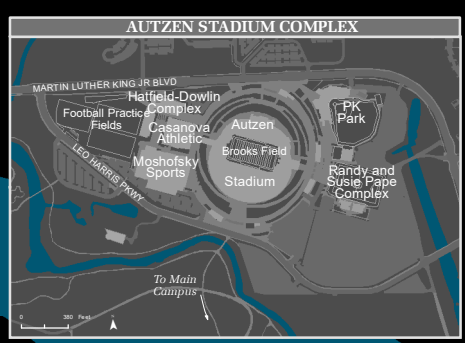 AUTZEN STADIUM COMPLEX
MARTIN LUTHER KING JR BLVD
Hatfield-Dowlin
Complex
Football Practice
Fields
Casanova
Athletic
Moshofsky
Sports
LEO HARRIS PKWY
Autzen
Brooks Field
Stadium
PK
Park
Randy and
Susie Pape
Complex
To Main
Campus
0 360 Feet